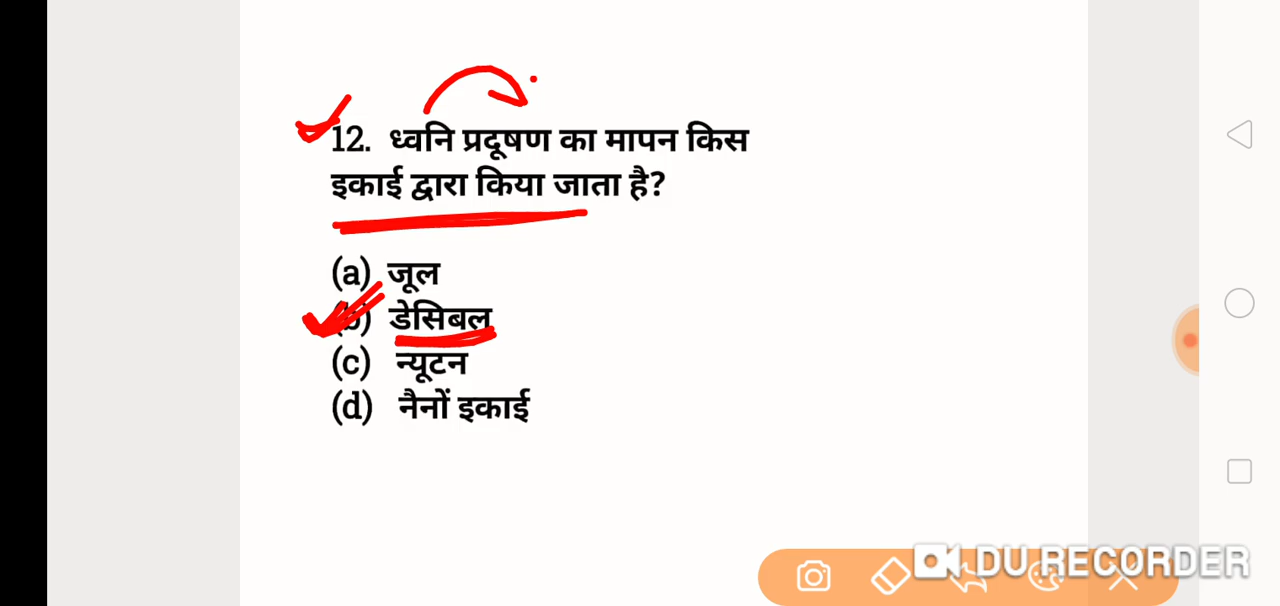 12. ध्वनि प्रदूषण का मापन किस
इकाई द्वारा किया जाता है?
(a) जूल
(b) डेसिबल
(c) न्यूटन
(d) नैनों इकाई
DU RECORDER